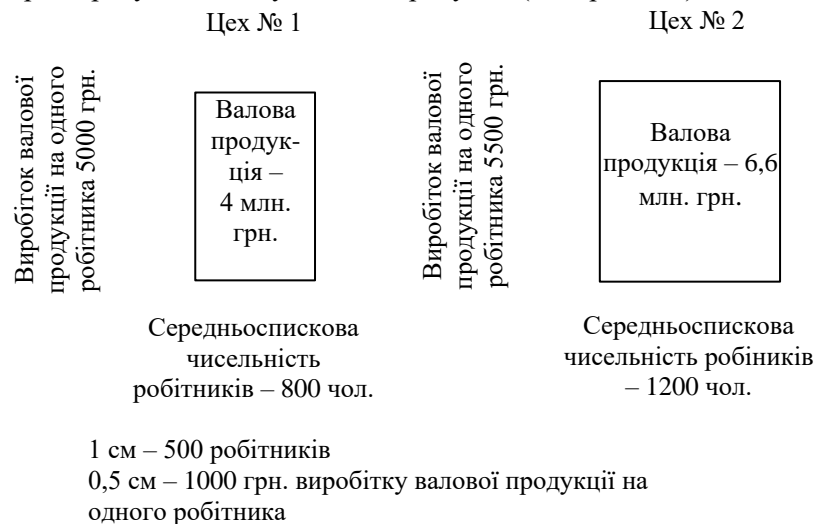 Цех № 1
Цех № 2
Виробіток валової
продукції на одного
робітника 5000 грн.
Валова
продук-
ція –
4 млн.
грн.
Виробіток валової
продукції на одного
робітника 5500 грн.
Валова
продукція – 6,6
млн. грн.
Середньоспискова
чисельність
робітників – 800 чол.
Середньоспискова
чисельність робіників
– 1200 чол.
1 см – 500 робітників
0,5 см – 1000 грн. виробітку валової продукції на
одного робітника